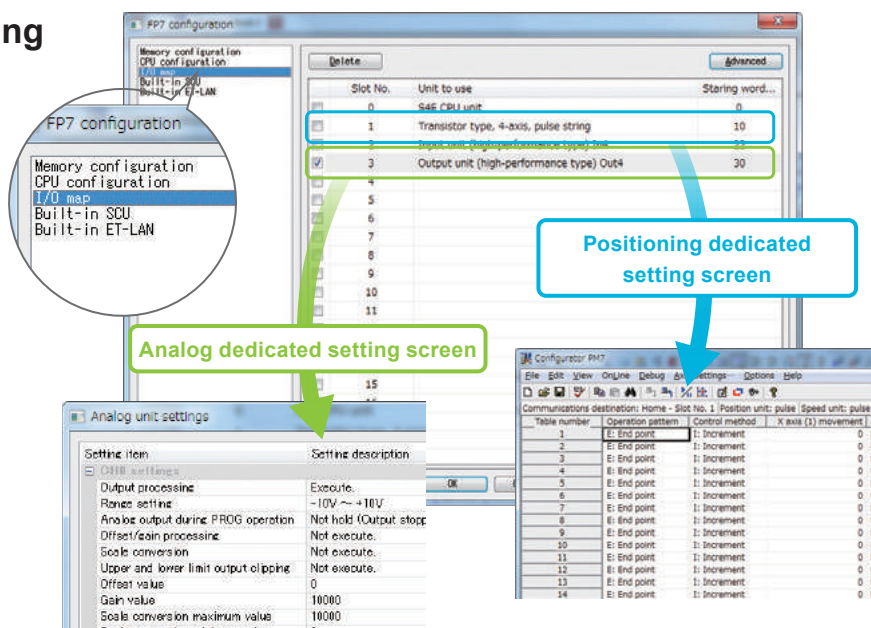 ng
FP7 configuration
Memory configuration
CPU configuration
I/O map
Built-in SCU
Built-in ET-LAN
Delete
Advanced
Slot No. Unit to use Staring word...
0 S4E CPU unit 0
1 Transistor type, 4-axis, pulse string 10
3 Output unit (high-performance type) Out4 30
4
5
6
7
8
9
10
11
15
OK
FP7 configuration
Memory configuration
CPU configuration
I/O map
Built-in SCU
Built-in ET-LAN
Positioning dedicated
setting screen
Analog dedicated setting screen
Analog unit settings
Setting item Setting description
Output processing Execute.
Range setting -10V ~ +10V
Analog output during PROG operation Not hold (Output stopp
Offset/gain processing Not execute.
Scale conversion Not execute.
Upper and lower limit output clipping Not execute.
Offset value 0
Gain value 10000
Scale conversion maximum value 10000
Configurator PM7
File Edit View OnLine Debug Options Help
Communications destination: Home - Slot No. 1 Position unit: pulse Speed unit: pulse
Table number Operation pattern Control method X axis (1) movement
1 E: End point I: Increment 0
2 E: End point I: Increment 0
3 E: End point I: Increment 0
4 E: End point I: Increment 0
5 E: End point I: Increment 0
6 E: End point I: Increment 0
7 E: End point I: Increment 0
8 E: End point I: Increment 0
9 E: End point I: Increment 0
10 E: End point I: Increment 0
11 E: End point I: Increment 0
12 E: End point I: Increment 0
13 E: End point I: Increment 0
14 E: End point I: Increment 0